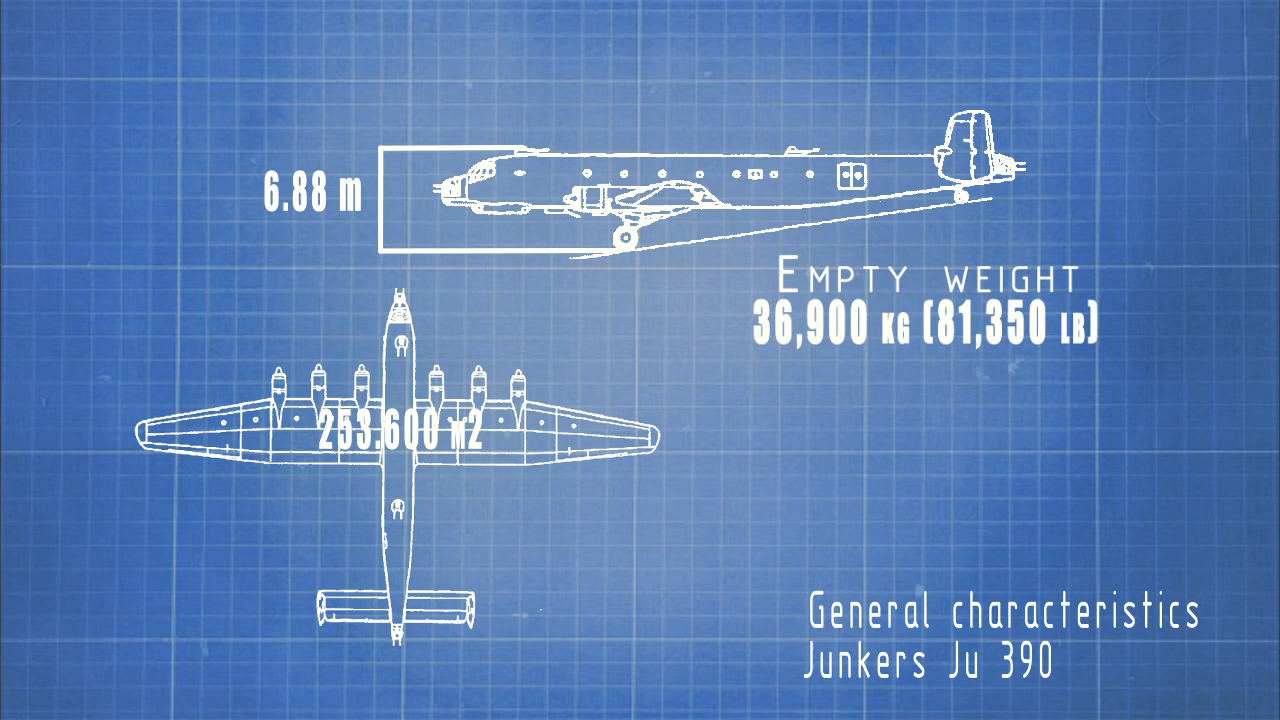 6.88 m
Empty weight
36,900 kg (81,350 lb)
253.600 m2
General characteristics
Junkers Ju 390